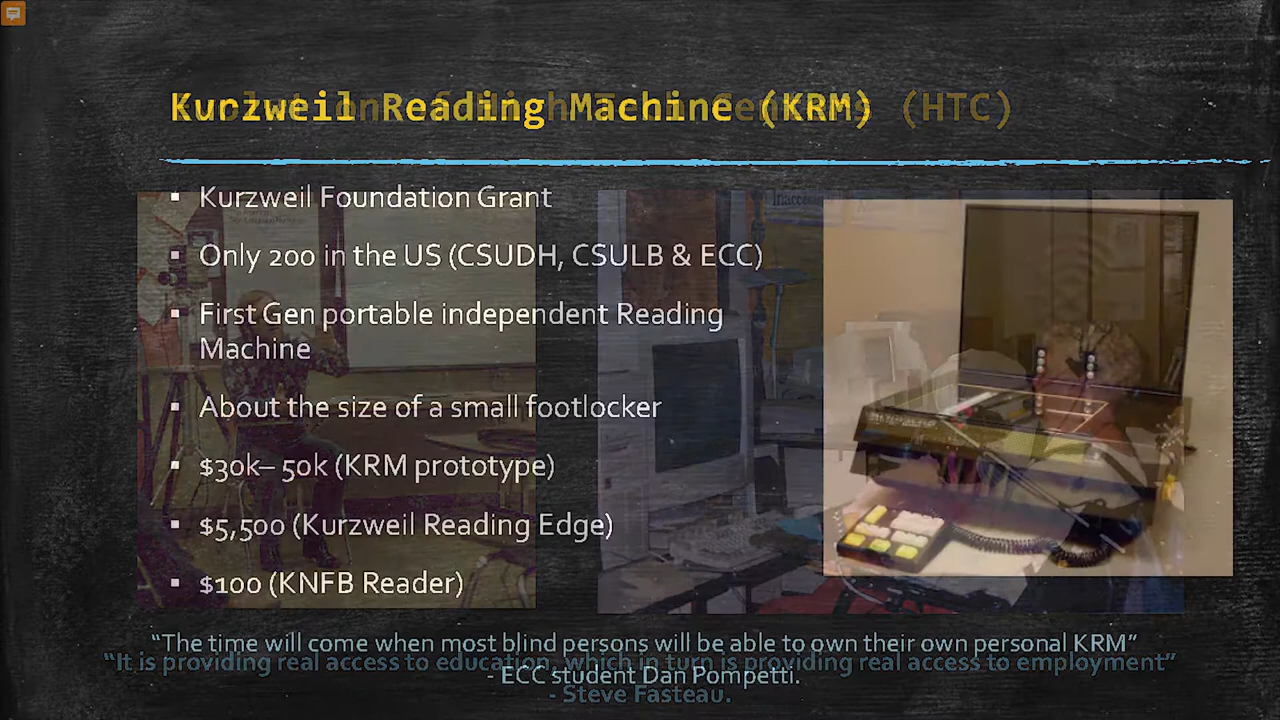 Kurzweil Reading Machine (KRM)
(HTC)
▪ Kurzweil Foundation Grant
▪ Only 200 in the US (CSUDH, CSULB & ECC)
▪ First Gen portable independent Reading
Machine
▪ About the size of a small footlocker
▪ $30k– 50k (KRM prototype)
▪ $5,500 (Kurzweil Reading Edge)
▪ $100 (KNFB Reader)
“The time will come when most blind persons will be able to own their own personal KRM”
“It is providing real access to education, which in turn is providing real access to employment”
- ECC student Dan Pompetti.
- Steve Fasteau.